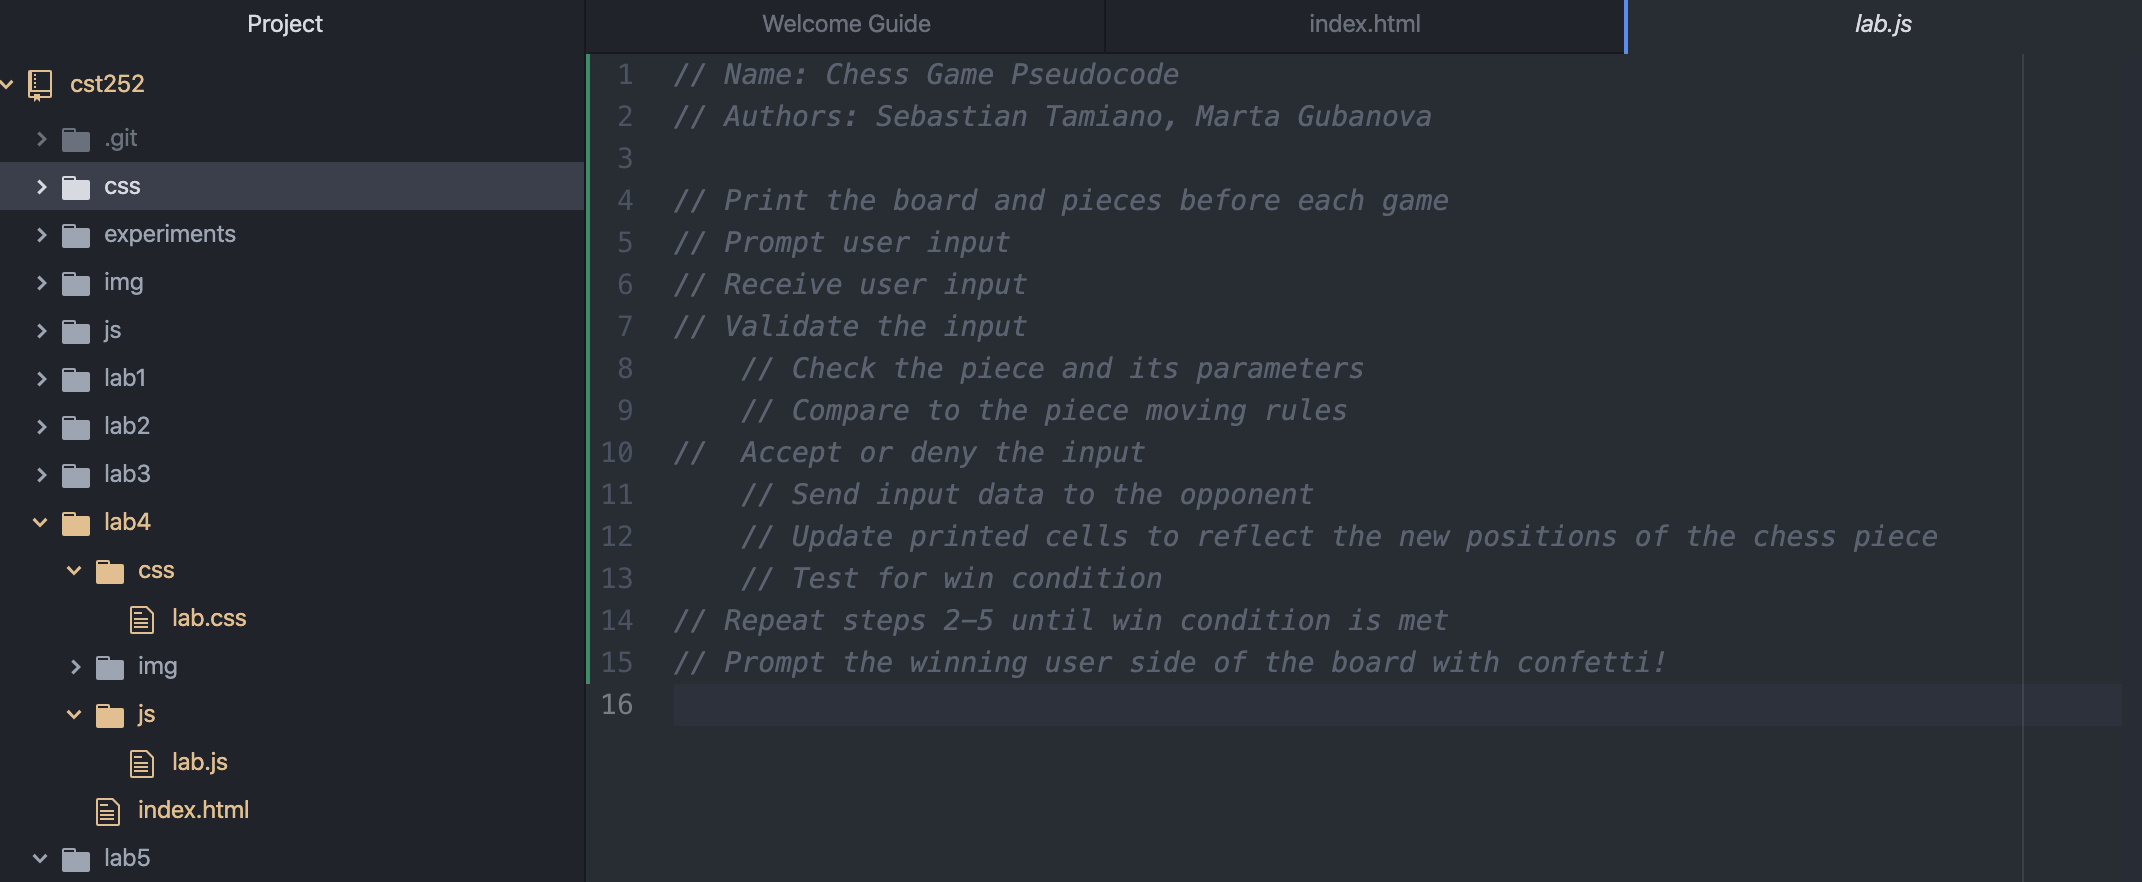 Project
Welcome Guide
index.html
lab.js
cst252
.git
css
experiments
img
js
lab1
lab2
lab3
lab4
css
lab.css
img
js
lab.js
index.html
lab5
1 // Name: Chess Game Pseudocode
2 // Authors: Sebastian Tamiano, Marta Gubanova
3
4 // Print the board and pieces before each game
5 // Prompt user input
6 // Receive user input
7 // Validate the input
8 // Check the piece and its parameters
9 // Compare to the piece moving rules
10 //  Accept or deny the input
11 // Send input data to the opponent
12 // Update printed cells to reflect the new positions of the chess piece
13 // Test for win condition
14 // Repeat steps 2–5 until win condition is met
15 // Prompt the winning user side of the board with confetti!
16